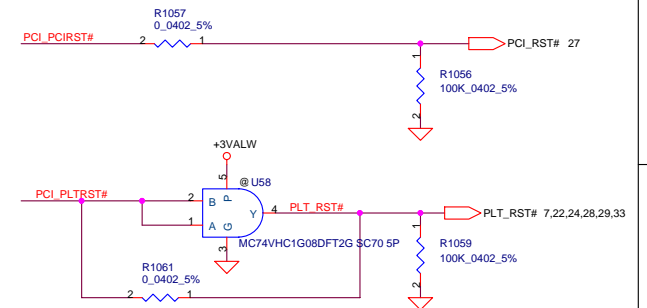 R1057
0_0402_5%
PCI_PCIRST#
2
1
PCI_RST# 27
1
R1056
100K_0402_5%
2
+3VALW
5
@ U58
PCI_PLTRST#
2
B
P
Y
4
PLT_RST#
PLT_RST# 7,22,24,28,29,33
1
A
G
3
MC74VHC1G08DFT2G SC70 5P
1
R1059
100K_0402_5%
2
R1061
0_0402_5%
2
1